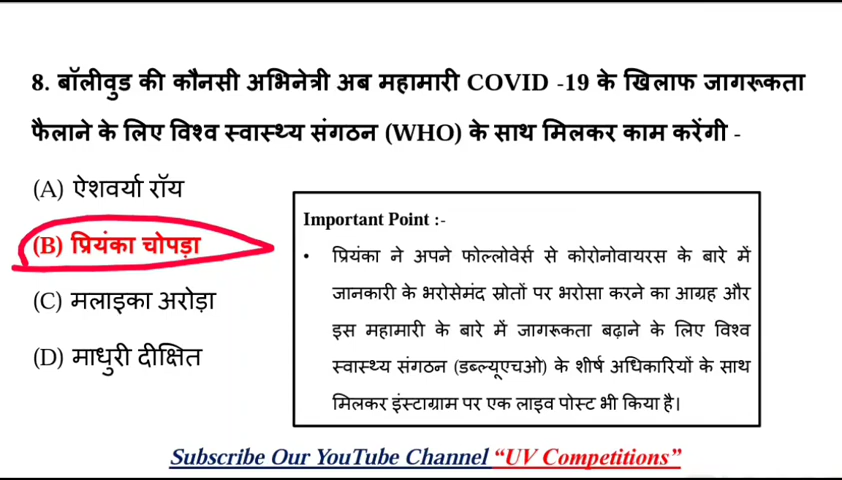 8. बॉलीवुड की कौनसी अभिनेत्री अब महामारी COVID -19 के खिलाफ जागरूकता
फैलाने के लिए विश्व स्वास्थ्य संगठन (WHO) के साथ मिलकर काम करेंगी -
(A) ऐशवर्या रॉय
(B) प्रियंका चोपड़ा
(C) मलाइका अरोड़ा
(D) माधुरी दीक्षित
Important Point :-
• प्रियंका ने अपने फोल्लोवेर्स से कोरोनोवायरस के बारे में
जानकारी के भरोसेमंद स्रोतों पर भरोसा करने का आग्रह और
इस महामारी के बारे में जागरूकता बढ़ाने के लिए विश्व
स्वास्थ्य संगठन (डब्ल्यूएचओ) के शीर्ष अधिकारियों के साथ
मिलकर इंस्टाग्राम पर एक लाइव पोस्ट भी किया है।
Subscribe Our YouTube Channel “UV Competitions”